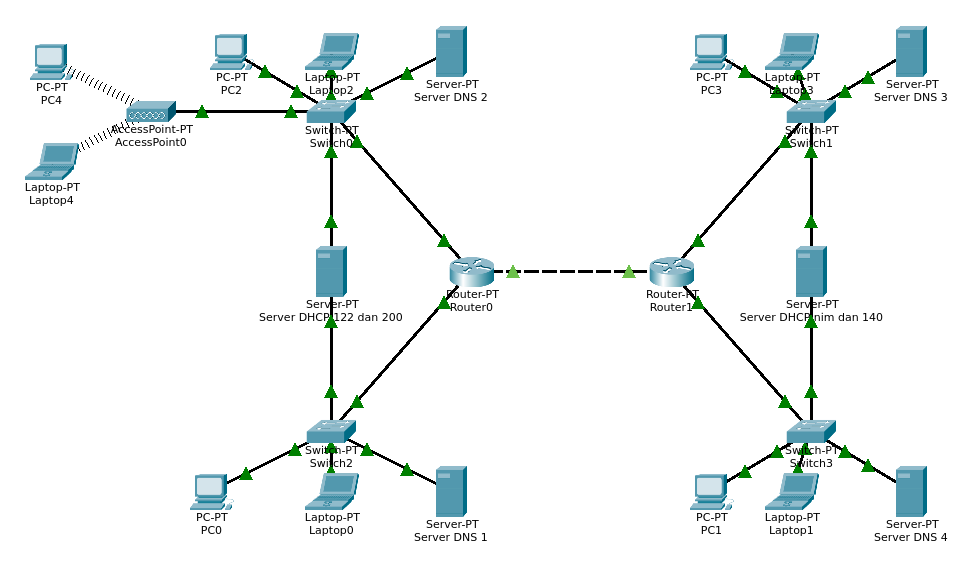 PC-PT
PC4
AccessPoint-PT
AccessPoint0
Laptop-PT
Laptop4
PC-PT
PC2
Laptop-PT
Laptop2
Server-PT
Server DNS 2
Switch-PT
Switch0
PC-PT
PC3
Laptop-PT
Laptop3
Server-PT
Server DNS 3
Switch-PT
Switch1
Server-PT
Server DHCP 122 dan 200
Router-PT
Router0
Router-PT
Router1
Server-PT
Server DHCP nim dan 140
Switch-PT
Switch2
PC-PT
PC0
Laptop-PT
Laptop0
Server-PT
Server DNS 1
Switch-PT
Switch3
PC-PT
PC1
Laptop-PT
Laptop1
Server-PT
Server DNS 4